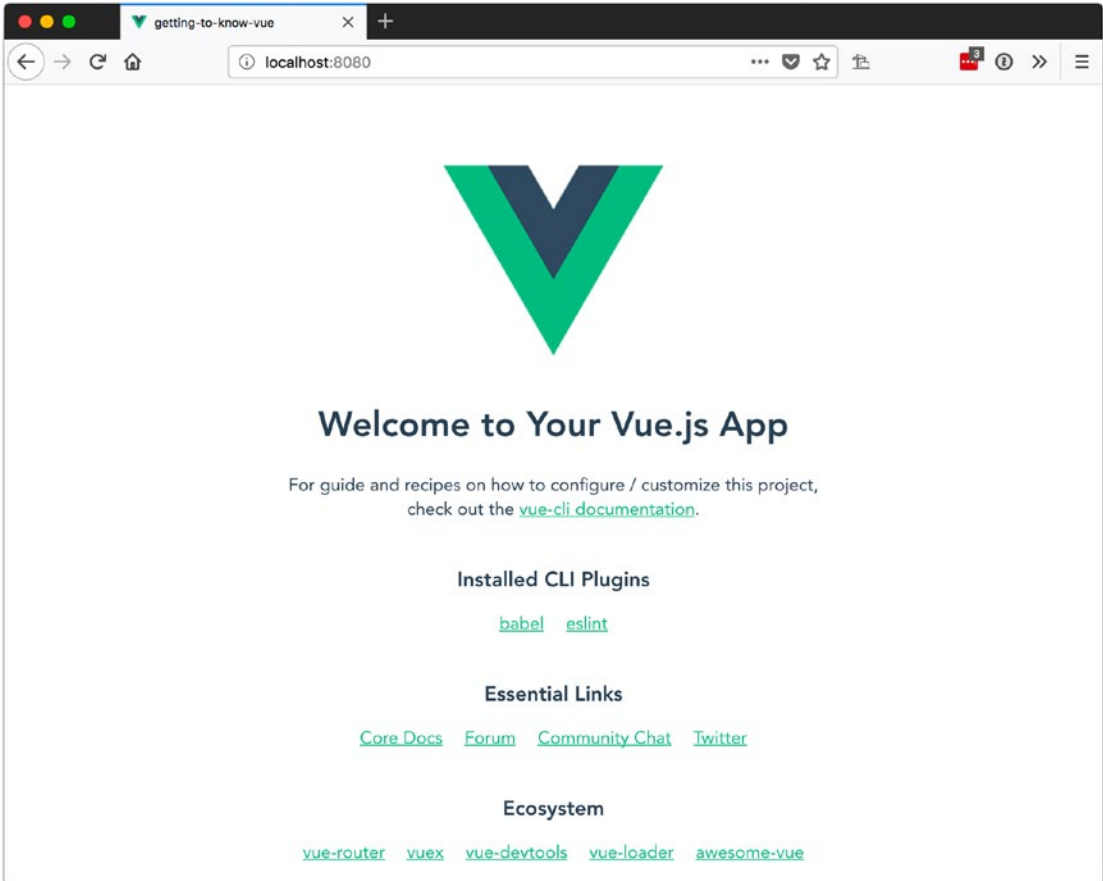 getting-to-know-vue
localhost:8080
3
Welcome to Your Vue.js App
For guide and recipes on how to configure / customize this project,
check out the vue-cli documentation.
Installed CLI Plugins
babel eslint
Essential Links
Core Docs Forum Community Chat Twitter
Ecosystem
vue-router vuex vue-devtools vue-loader awesome-vue